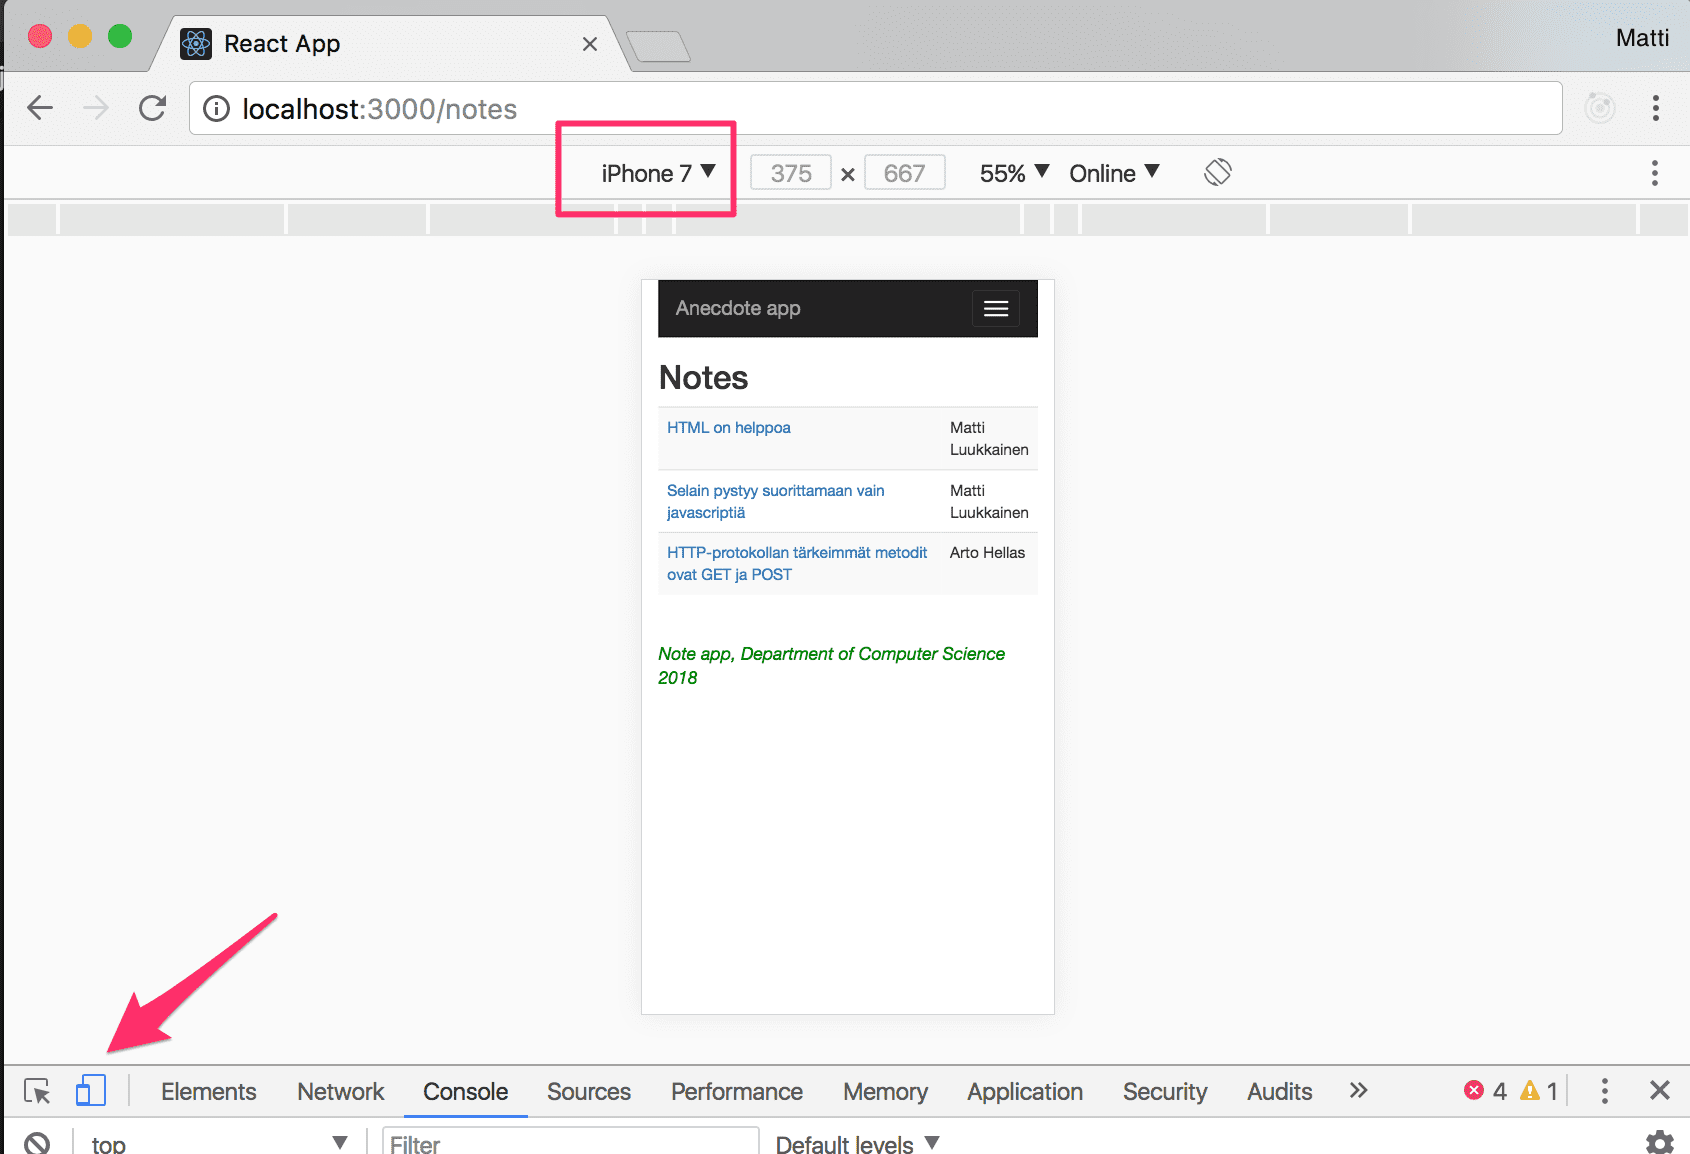 React App
Matti
localhost:3000/notes
iPhone 7 375 × 667 55% Online
Anecdote app
Notes
HTML on helppoa Matti
Luukkainen
Selain pystyy suorittamaan vain Matti
javascriptiä Luukkainen
HTTP-protokollan tärkeimmät metodit Arto Hellas
ovat GET ja POST
Note app, Department of Computer Science
2018
Elements Network Console Sources Performance Memory Application Security Audits » 4 1
top Filter Default levels